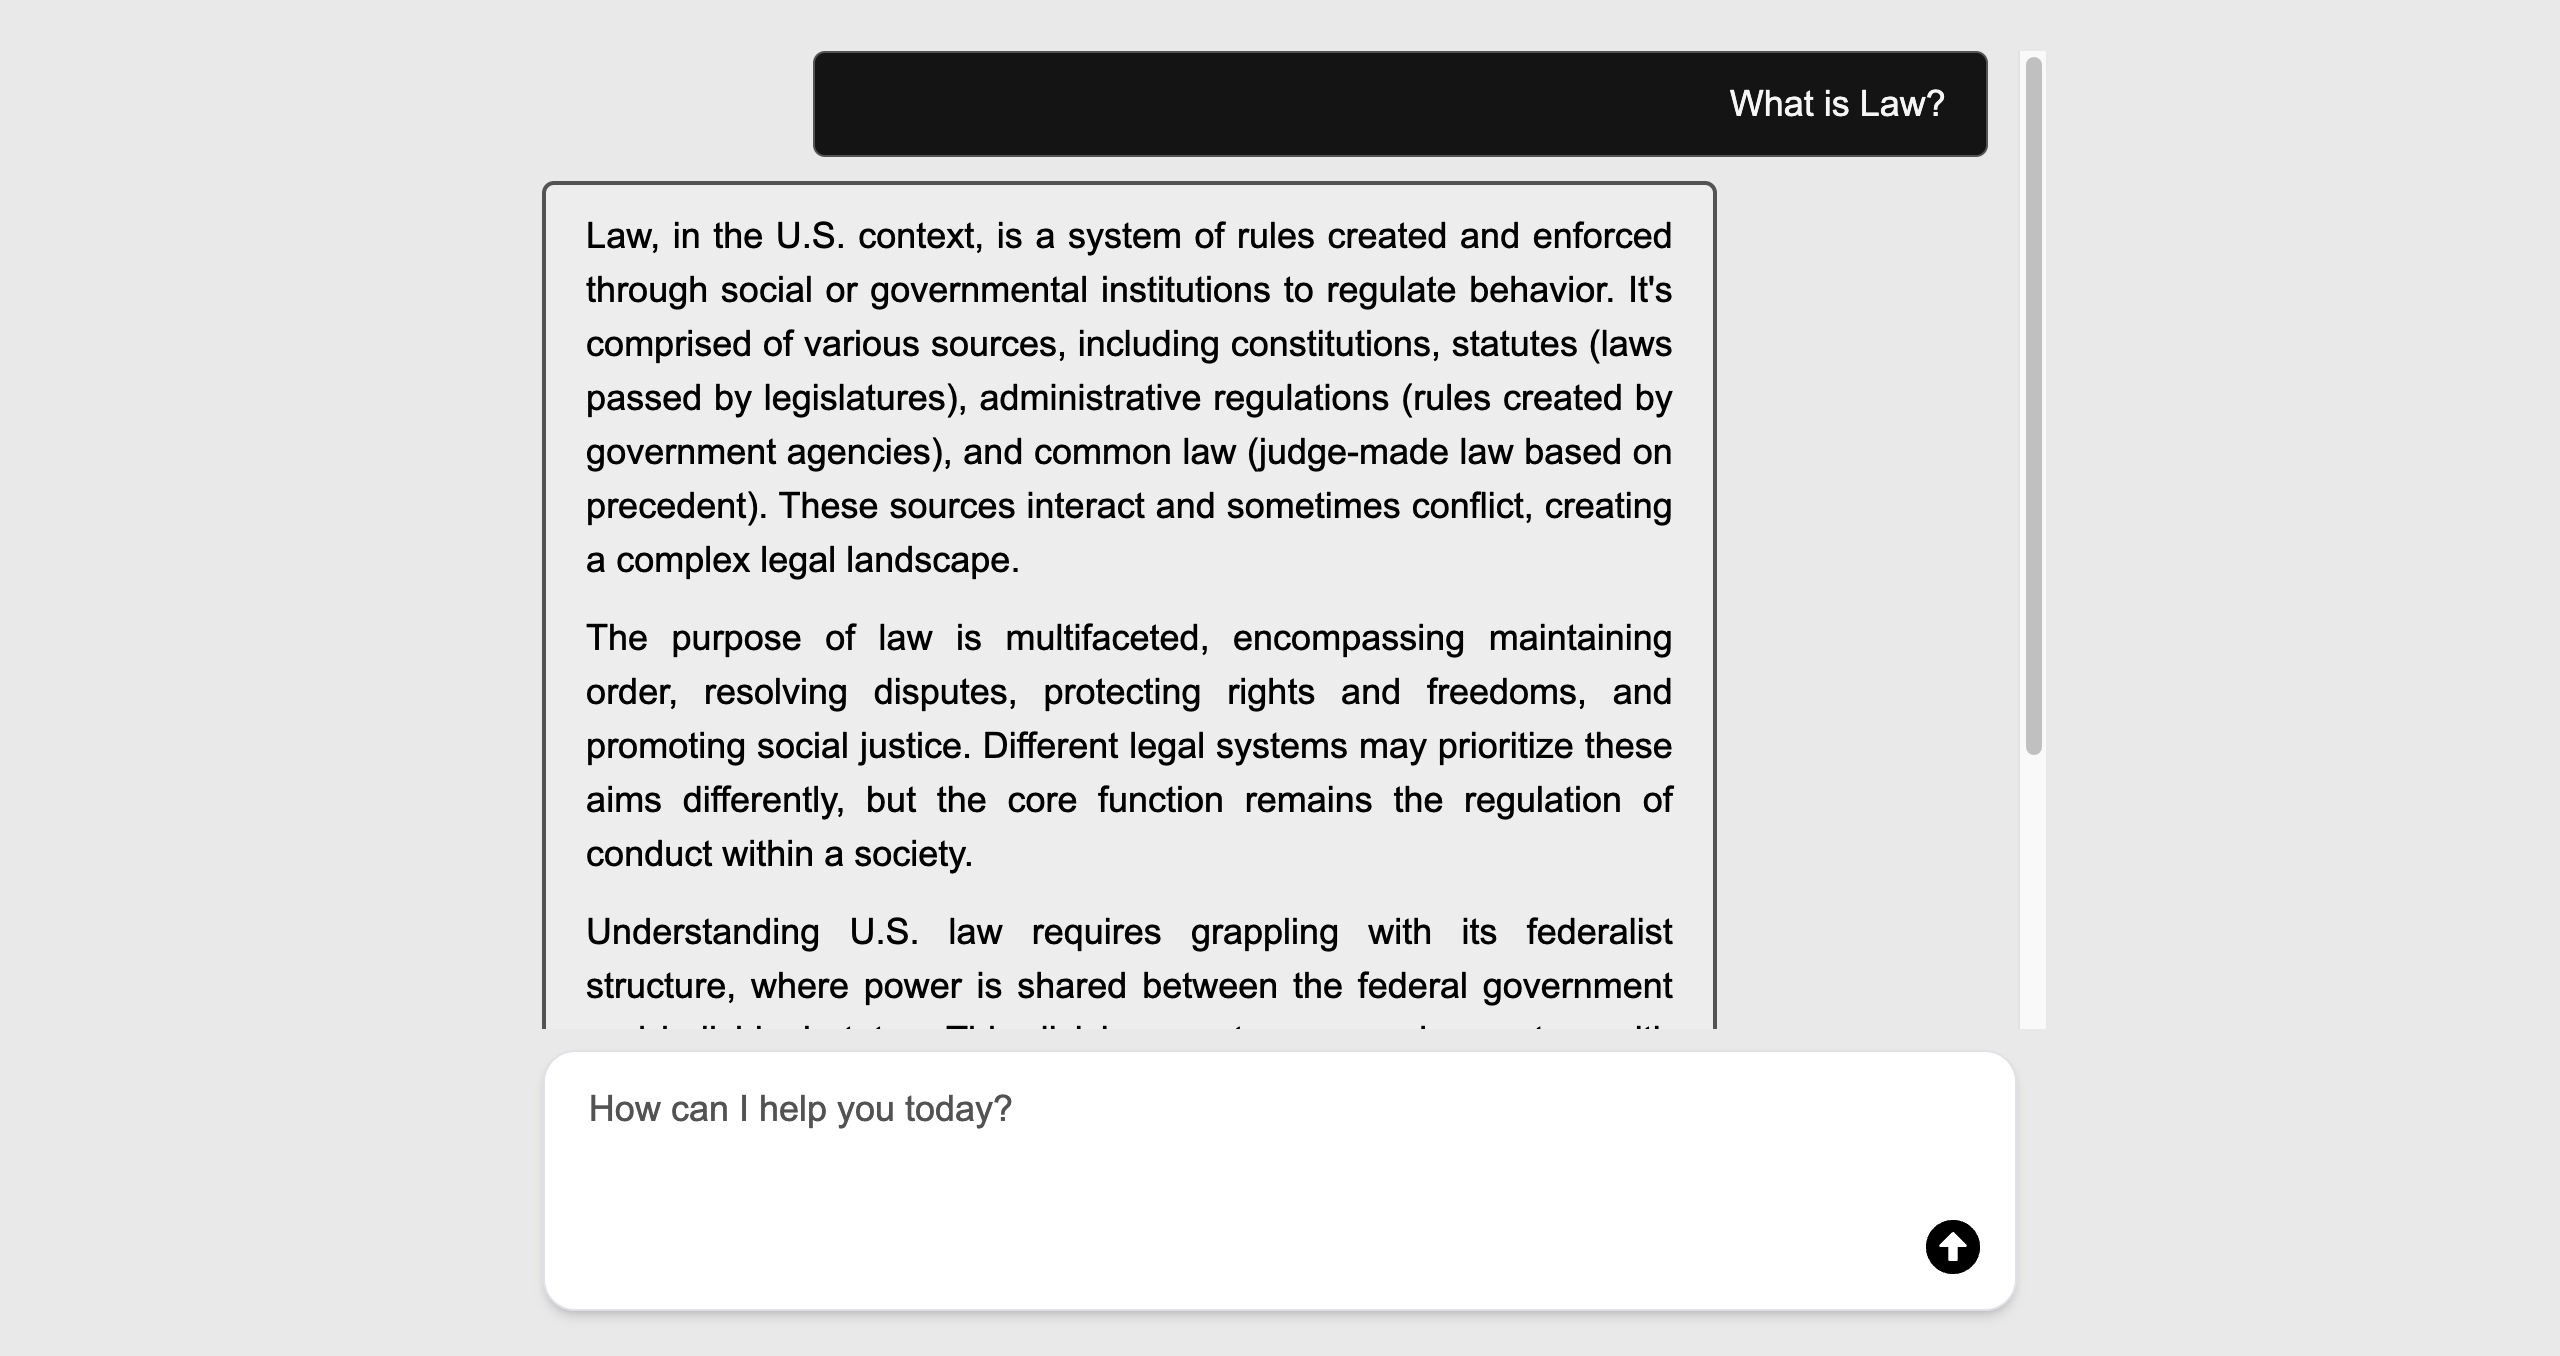 What is Law?
Law, in the U.S. context, is a system of rules created and enforced
through social or governmental institutions to regulate behavior. It's
comprised of various sources, including constitutions, statutes (laws
passed by legislatures), administrative regulations (rules created by
government agencies), and common law (judge-made law based on
precedent). These sources interact and sometimes conflict, creating
a complex legal landscape.
The purpose of law is multifaceted, encompassing maintaining
order, resolving disputes, protecting rights and freedoms, and
promoting social justice. Different legal systems may prioritize these
aims differently, but the core function remains the regulation of
conduct within a society.
Understanding U.S. law requires grappling with its federalist
structure, where power is shared between the federal government
How can I help you today?